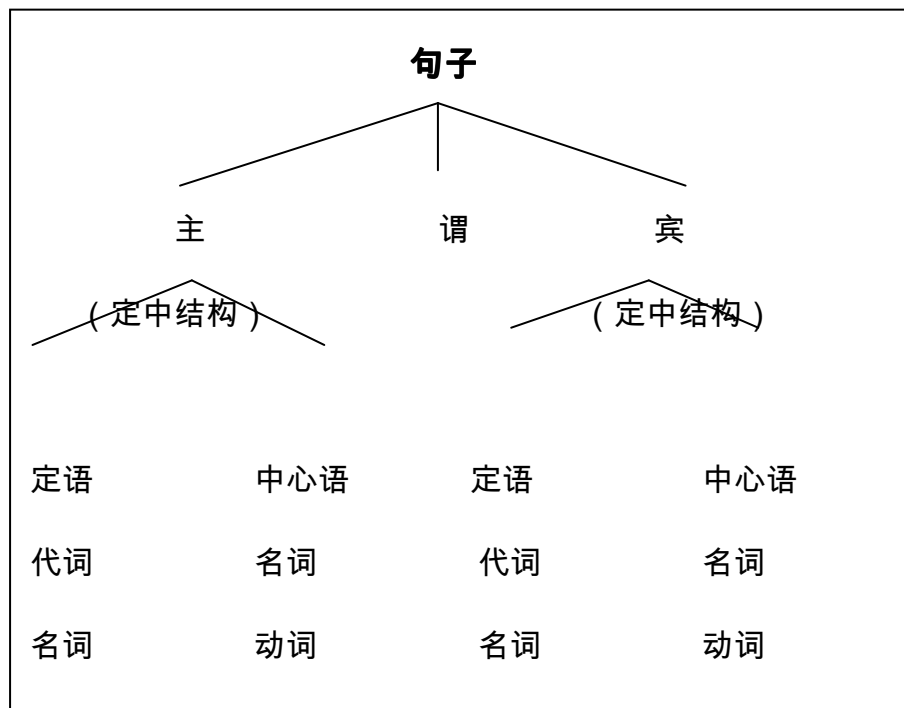 句子
主 谓 宾
（定中结构） （定中结构）
定语 中心语 定语 中心语
代词 名词 代词 名词
名词 动词 名词 动词